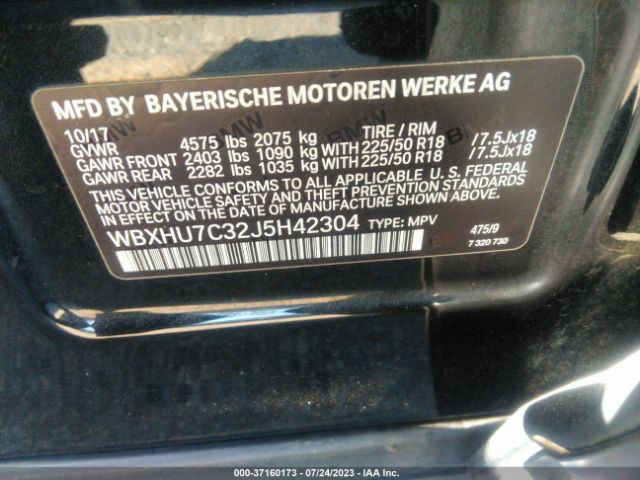 MFD BY BAYERISCHE MOTOREN WERKE AG
10/17 TIRE / RIM
GVWR 4575 lbs 2075 kg
GAWR FRONT 2403 lbs 1090 kg WITH 225/50 R18 /7.5Jx18
GAWR REAR 2282 lbs 1035 kg WITH 225/50 R18 /7.5Jx18
THIS VEHICLE CONFORMS TO ALL APPLICABLE U. S. FEDERAL
MOTOR VEHICLE SAFETY AND THEFT PREVENTION STANDARDS
IN EFFECT ON THE DATE OF MANUFACTURE SHOWN ABOVE.
WBXHU7C32J5H42304 TYPE: MPV 475/9
7 320 730
000-37160173 - 07/24/2023 - IAA Inc.